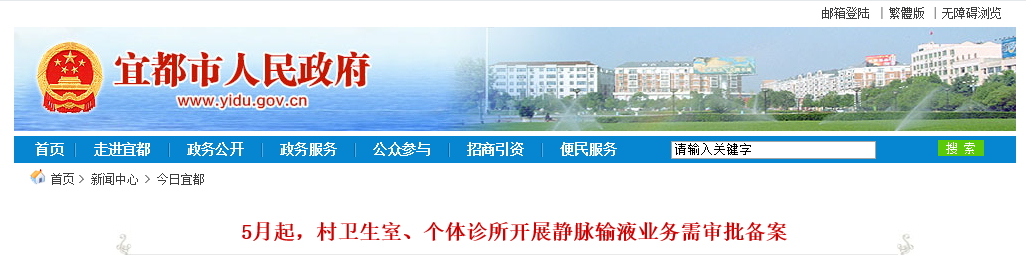 邮箱登陆 | 繁體版 | 无障碍浏览
宜都市人民政府
www.yidu.gov.cn
首页 走进宜都 政务公开 政务服务 公众参与 招商引资 便民服务 请输入关键字 搜 索
首页 > 新闻中心 > 今日宜都
5月起，村卫生室、个体诊所开展静脉输液业务需审批备案